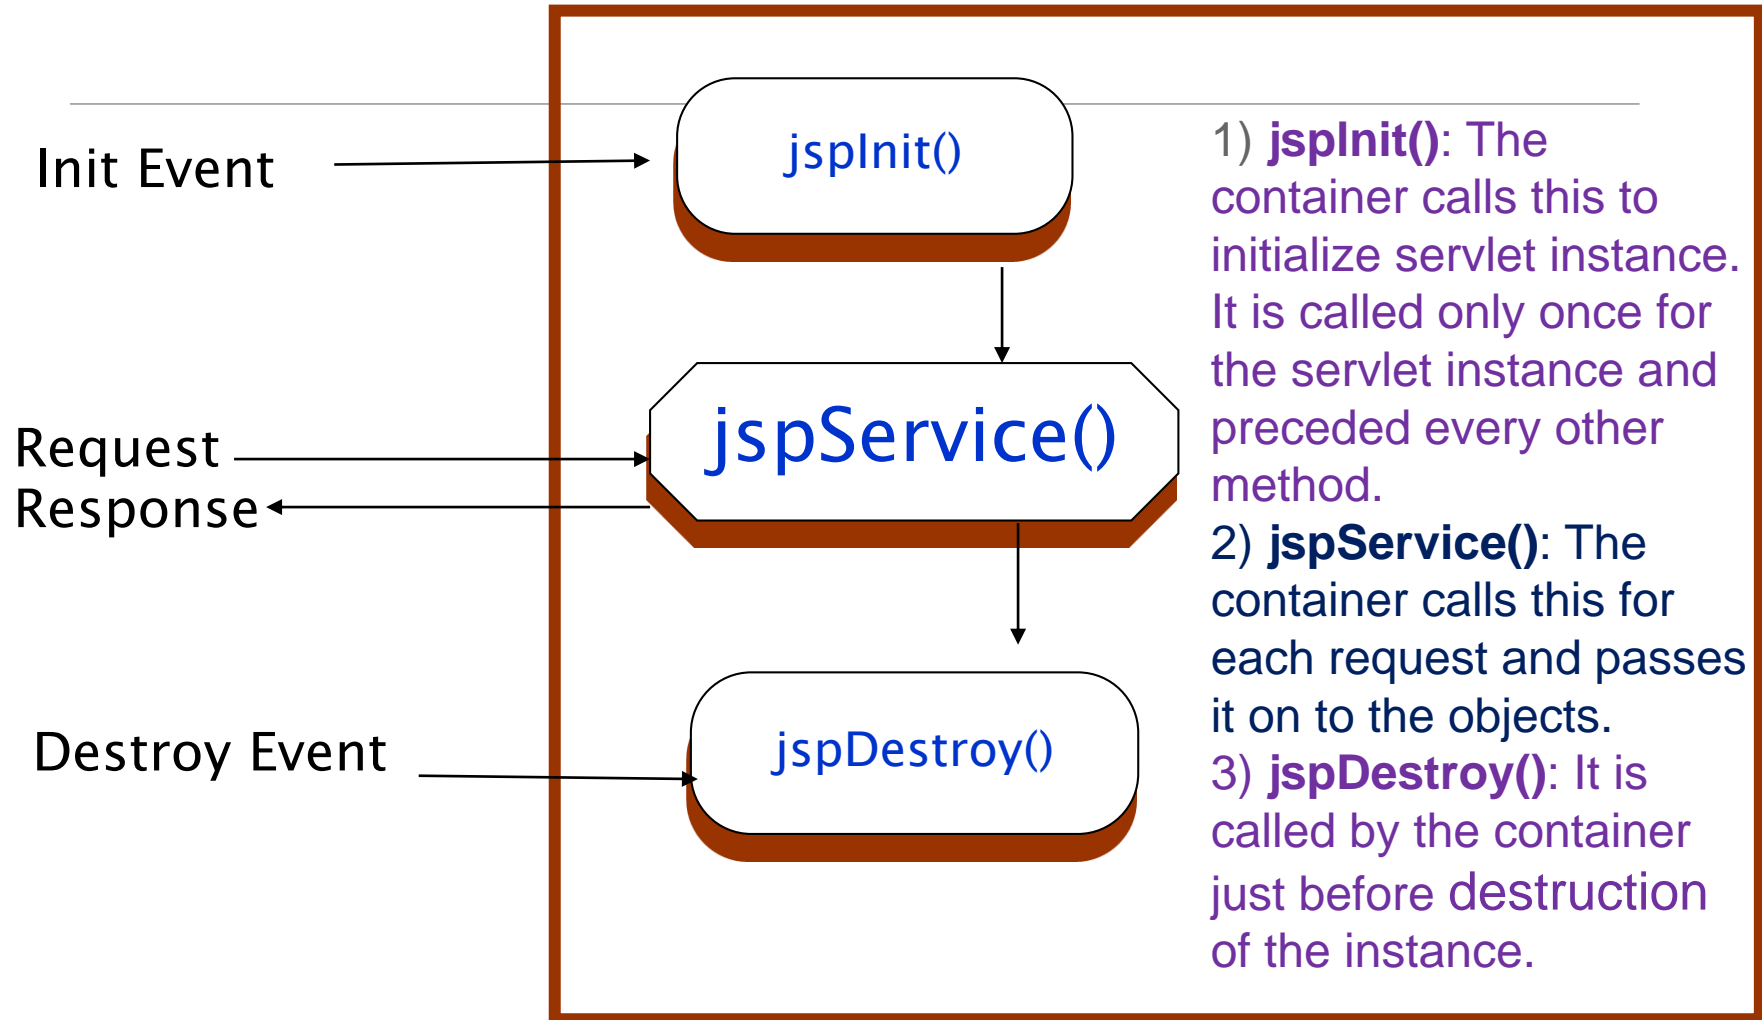 Init Event
jspInit()
Request
Response
jspService()
Destroy Event
jspDestroy()
1) jspInit(): The
container calls this to
initialize servlet instance.
It is called only once for
the servlet instance and
preceded every other
method.
2) jspService(): The
container calls this for
each request and passes
it on to the objects.
3) jspDestroy(): It is
called by the container
just before destruction
of the instance.